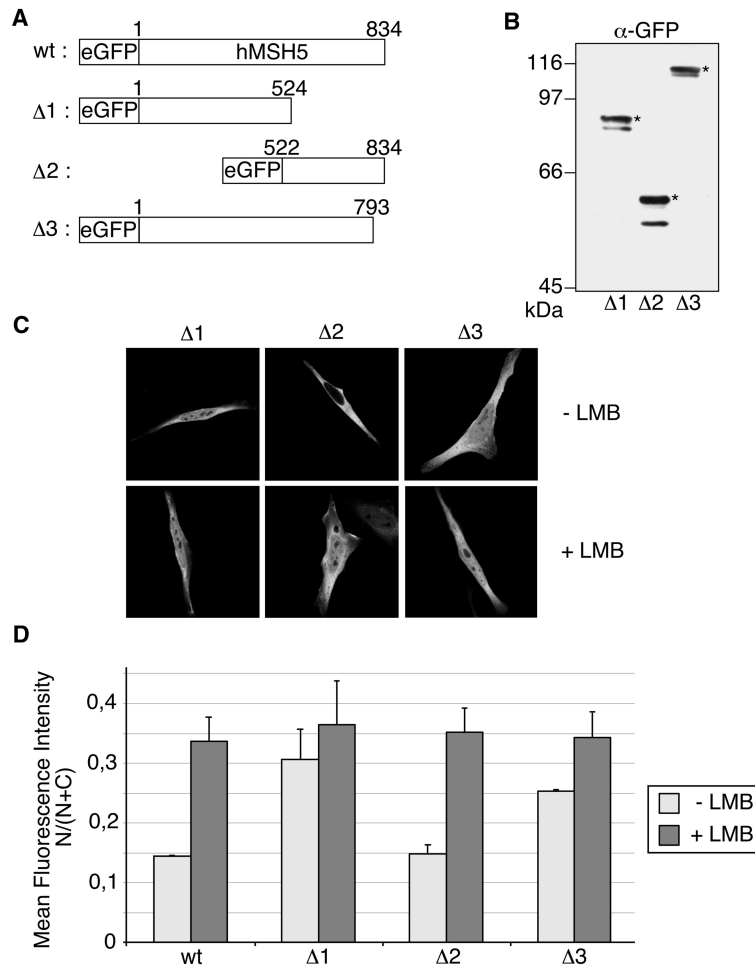 A
1 834
wt : eGFP hMSH5
1 524
Δ1 : eGFP
522 834
Δ2 : eGFP
1 793
Δ3 : eGFP
B
α-GFP
116
97
66
45
kDa
* * *
Δ1 Δ2 Δ3
C
Δ1 Δ2 Δ3
- LMB
+ LMB
D
Mean Fluorescence Intensity
N/(N+C)
0,4
0,3
0,2
0,1
0
wt Δ1 Δ2 Δ3
- LMB
+ LMB